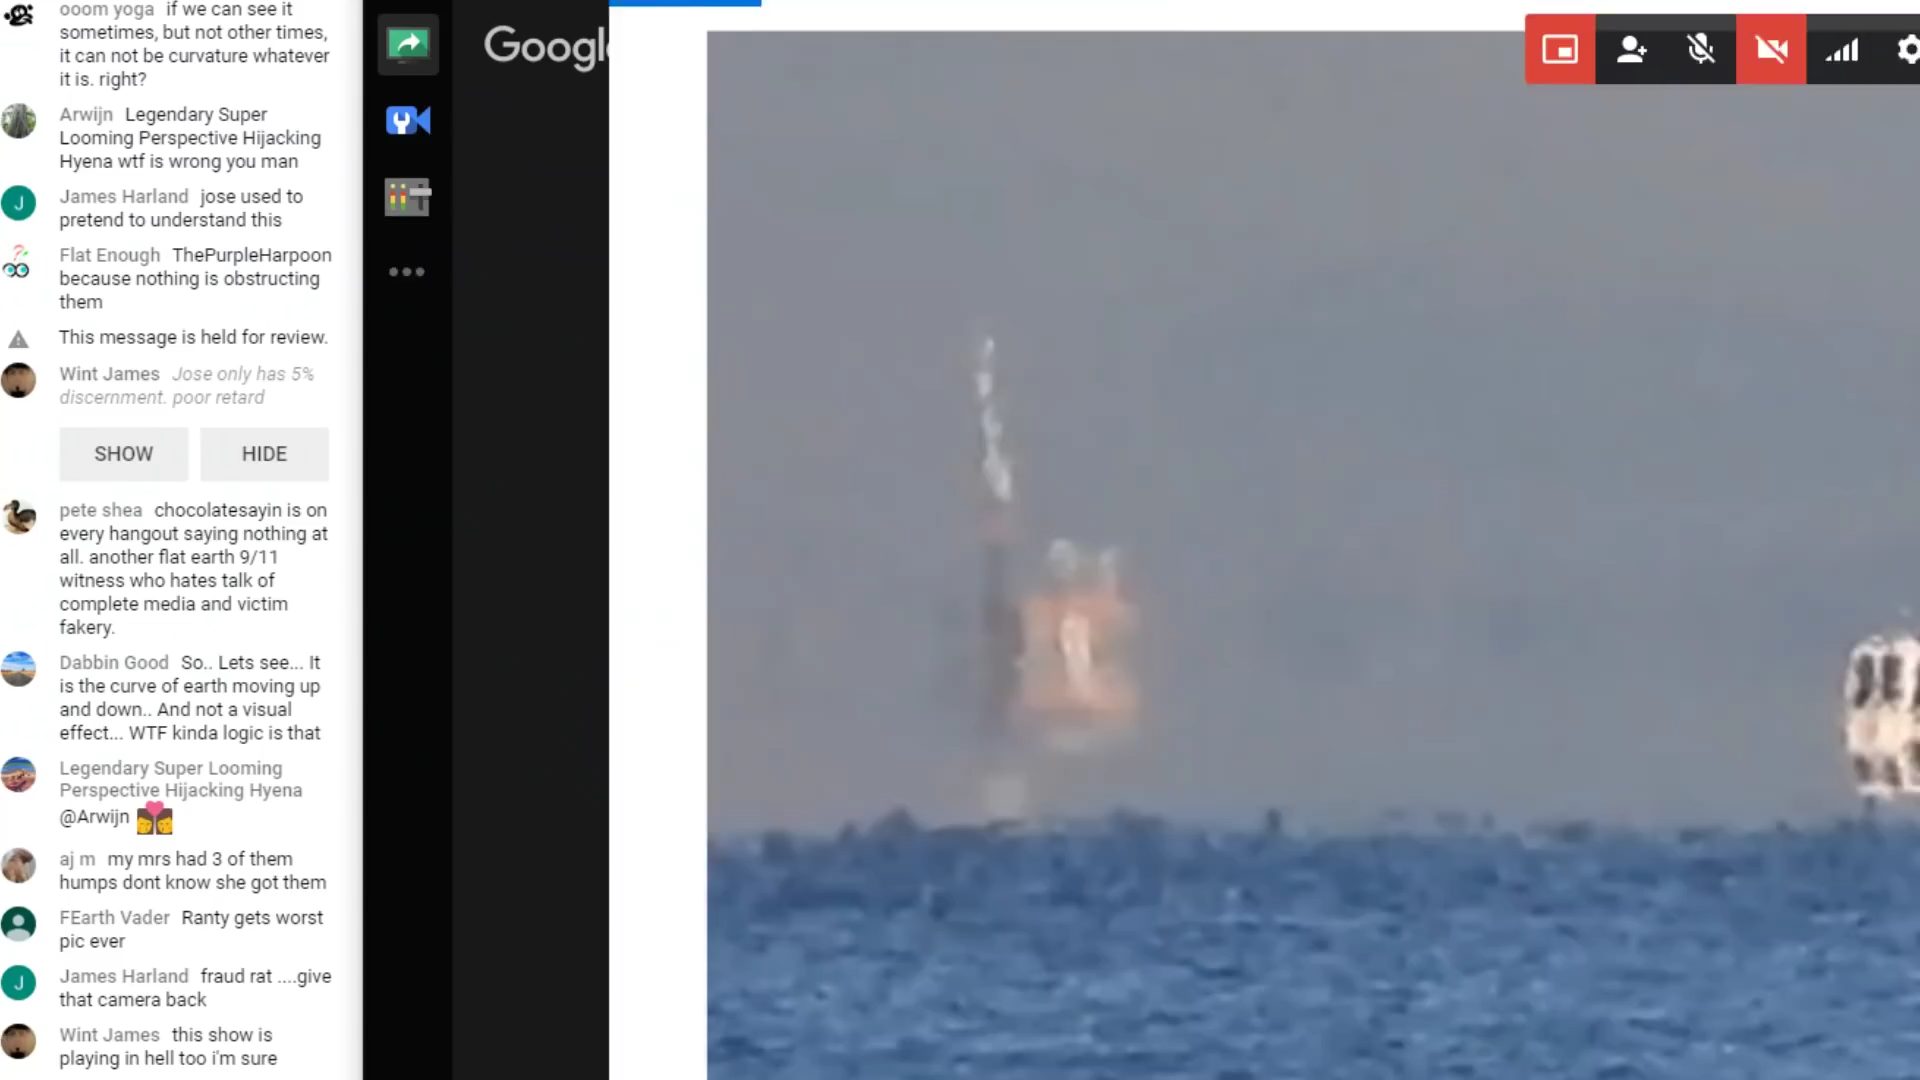 ooom yoga if we can see it
sometimes, but not other times,
it can not be curvature whatever
it is. right?
Arwijn Legendary Super
Looming Perspective Hijacking
Hyena wtf is wrong you man
James Harland jose used to
pretend to understand this
Flat Enough ThePurpleHarpoon
because nothing is obstructing
them
This message is held for review.
Wint James Jose only has 5%
discernment. poor retard
SHOW HIDE
pete shea chocolatesayin is on
every hangout saying nothing at
all. another flat earth 9/11
witness who hates talk of
complete media and victim
fakery.
Dabbin Good So.. Lets see... It
is the curve of earth moving up
and down.. And not a visual
effect... WTF kinda logic is that
Legendary Super Looming
Perspective Hijacking Hyena
@Arwijn
aj m my mrs had 3 of them
humps dont know she got them
FEarth Vader Ranty gets worst
pic ever
J James Harland fraud rat ....give
that camera back
Wint James this show is
playing in hell too i'm sure
Googl